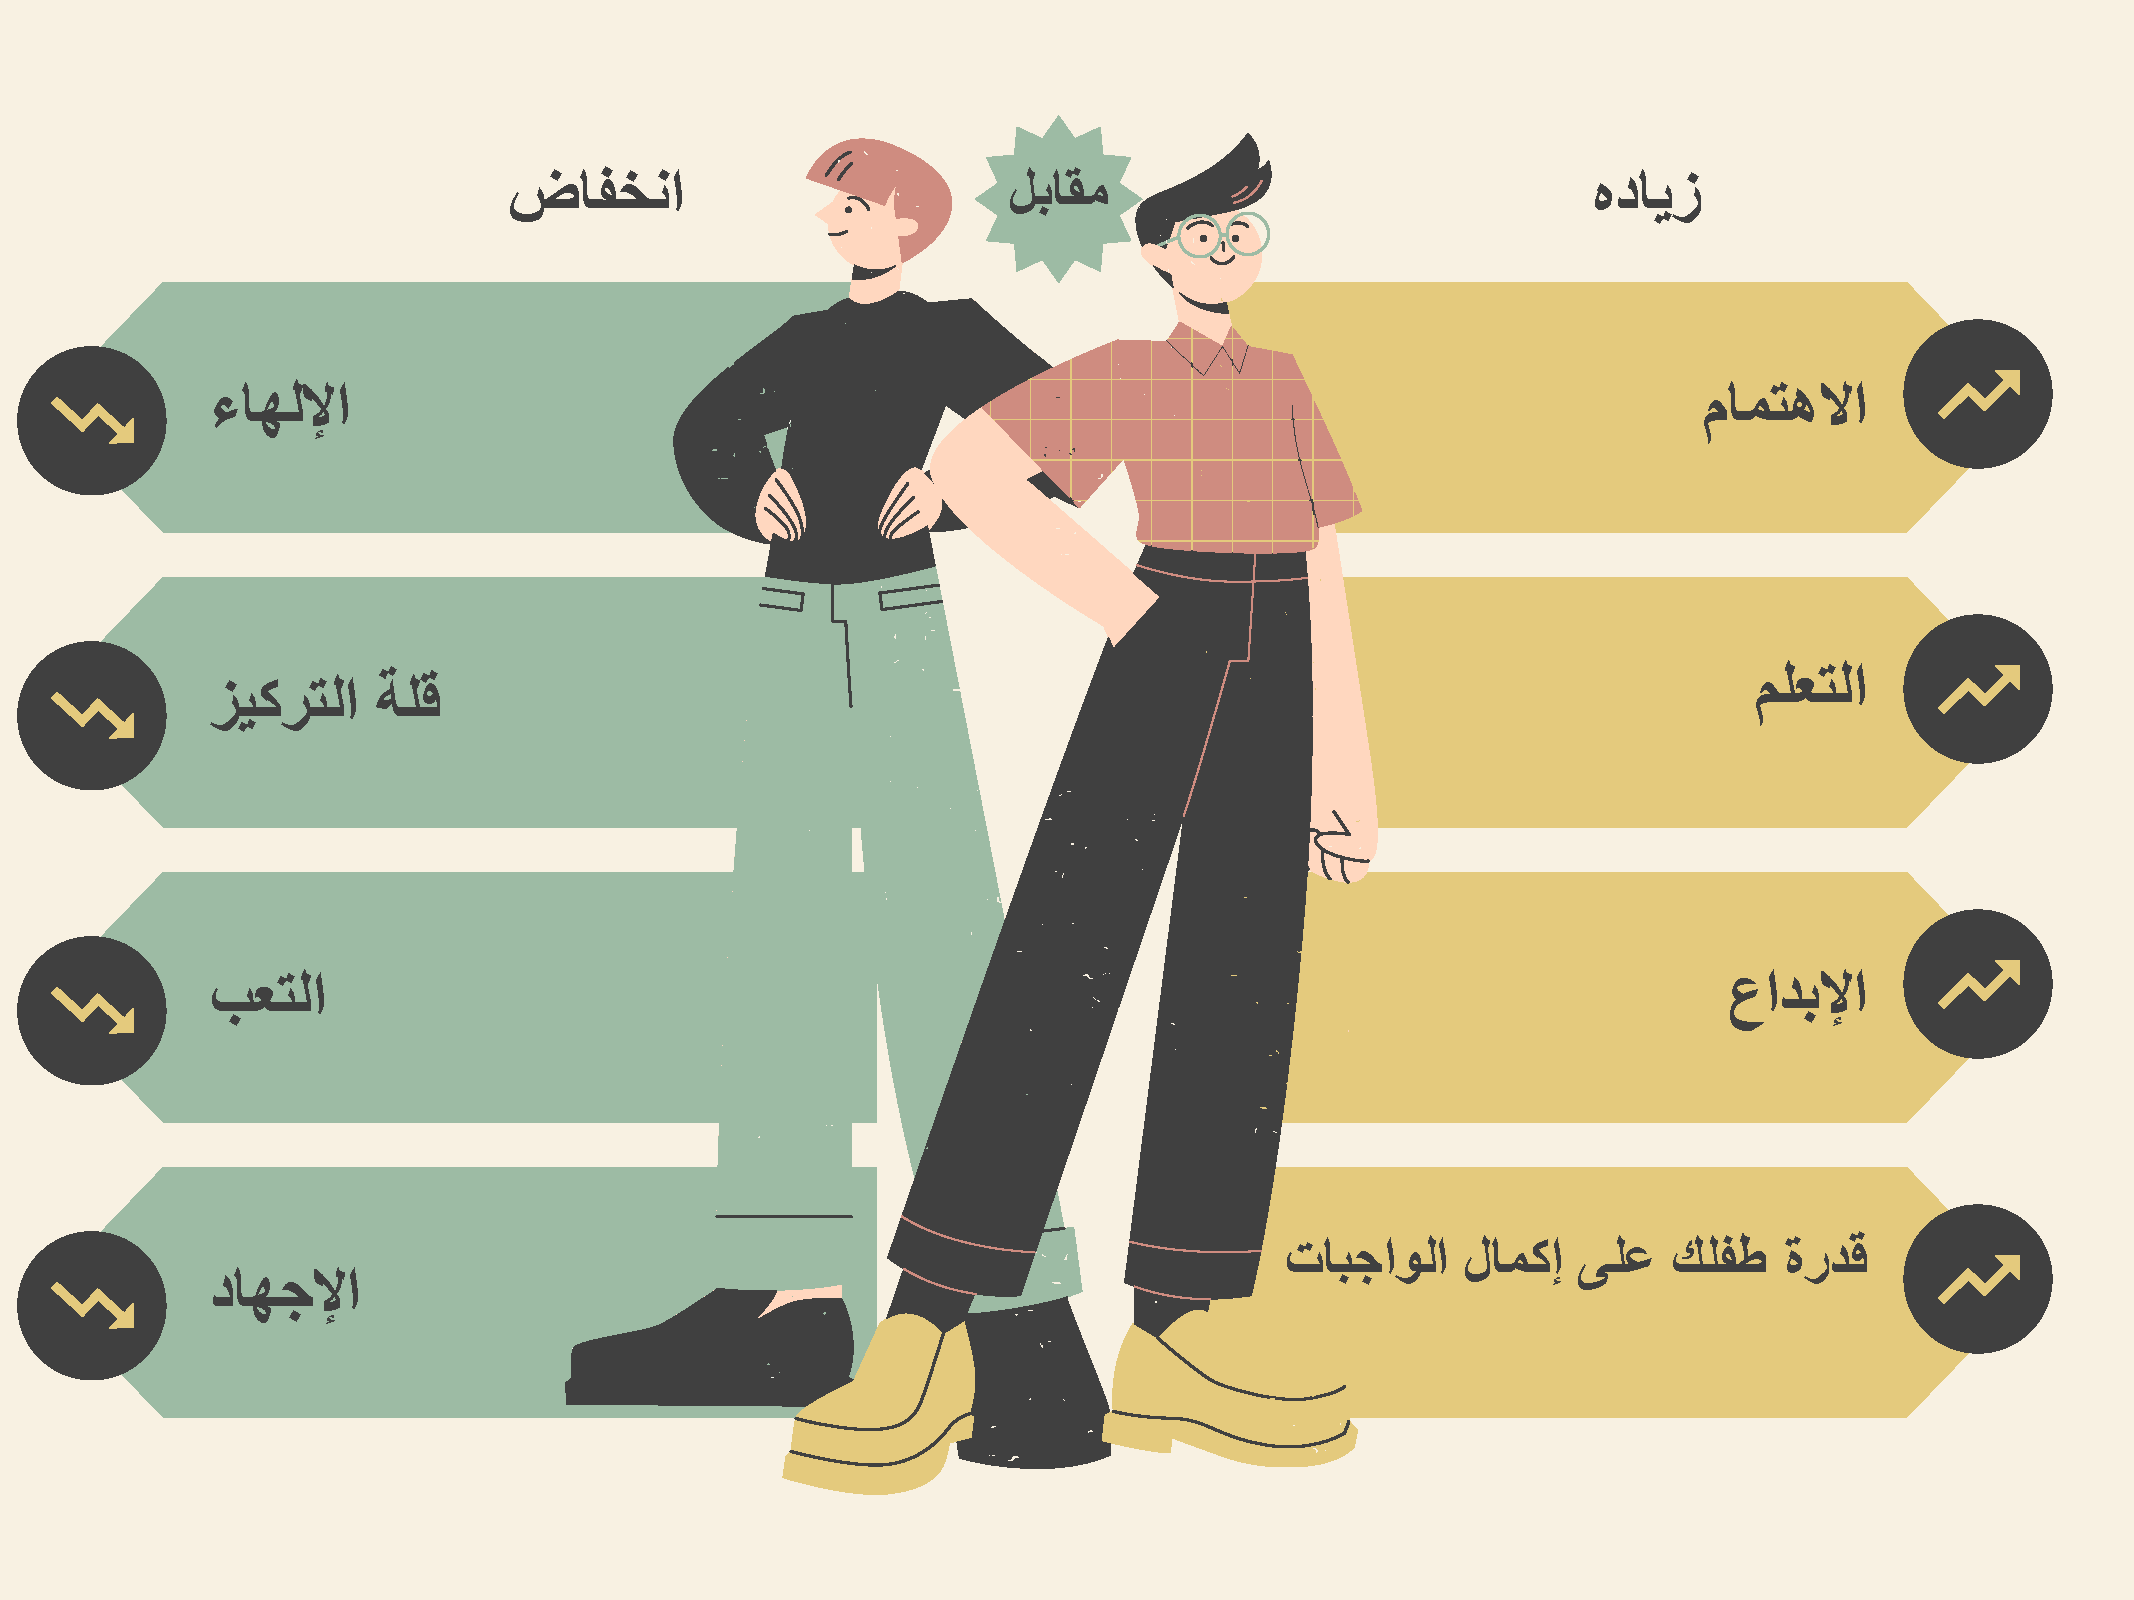 زياده
مقابل
انخفاض
الاهتمام
الإلهاء
التعلم
قلة التركيز
الإبداع
التعب
قدرة طفلك على إكمال الواجبات
الإجهاد